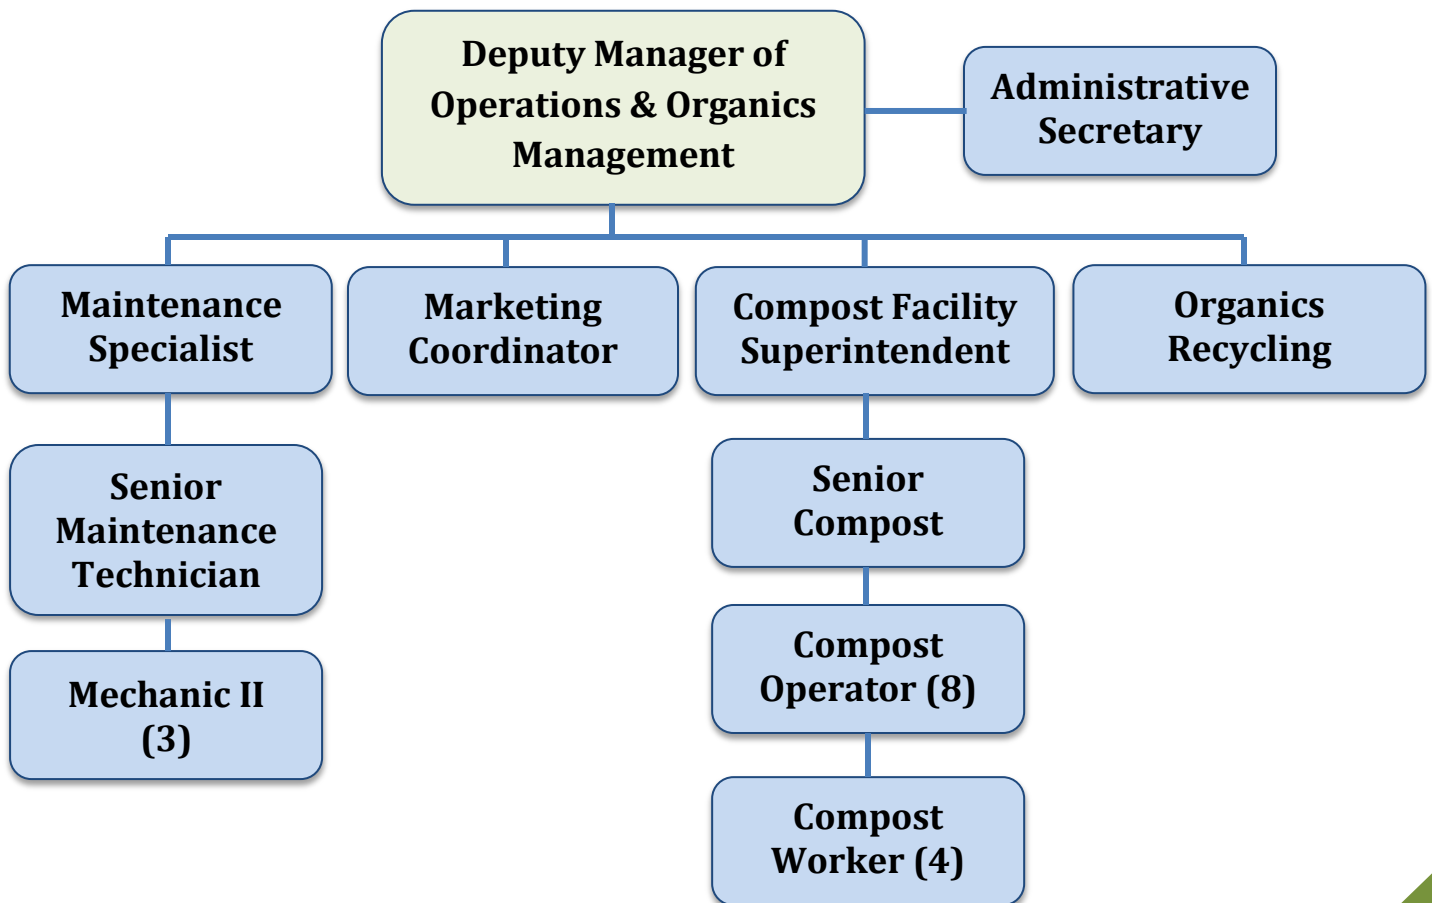 Deputy Manager of
Operations & Organics
Management
Administrative
Secretary
Maintenance
Specialist
Marketing
Coordinator
Compost Facility
Superintendent
Organics
Recycling
Senior
Maintenance
Technician
Senior
Compost
Mechanic II
(3)
Compost
Operator (8)
Compost
Worker (4)